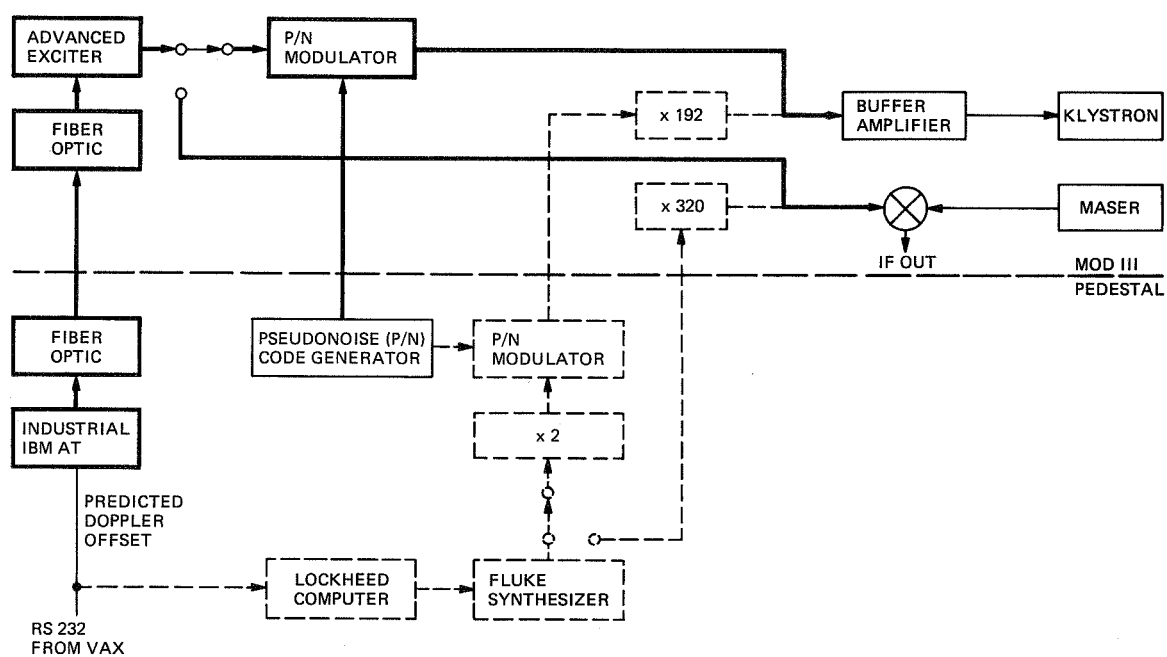 ADVANCED
EXCITER
P/N
MODULATOR
x 192
BUFFER
AMPLIFIER
KLYSTRON
FIBER
OPTIC
x 320
MASER
IF OUT
MOD III
PEDESTAL
FIBER
OPTIC
PSEUDONOISE (P/N)
CODE GENERATOR
P/N
MODULATOR
INDUSTRIAL
IBM AT
x 2
PREDICTED
DOPPLER
OFFSET
LOCKHEED
COMPUTER
FLUKE
SYNTHESIZER
RS 232
FROM VAX